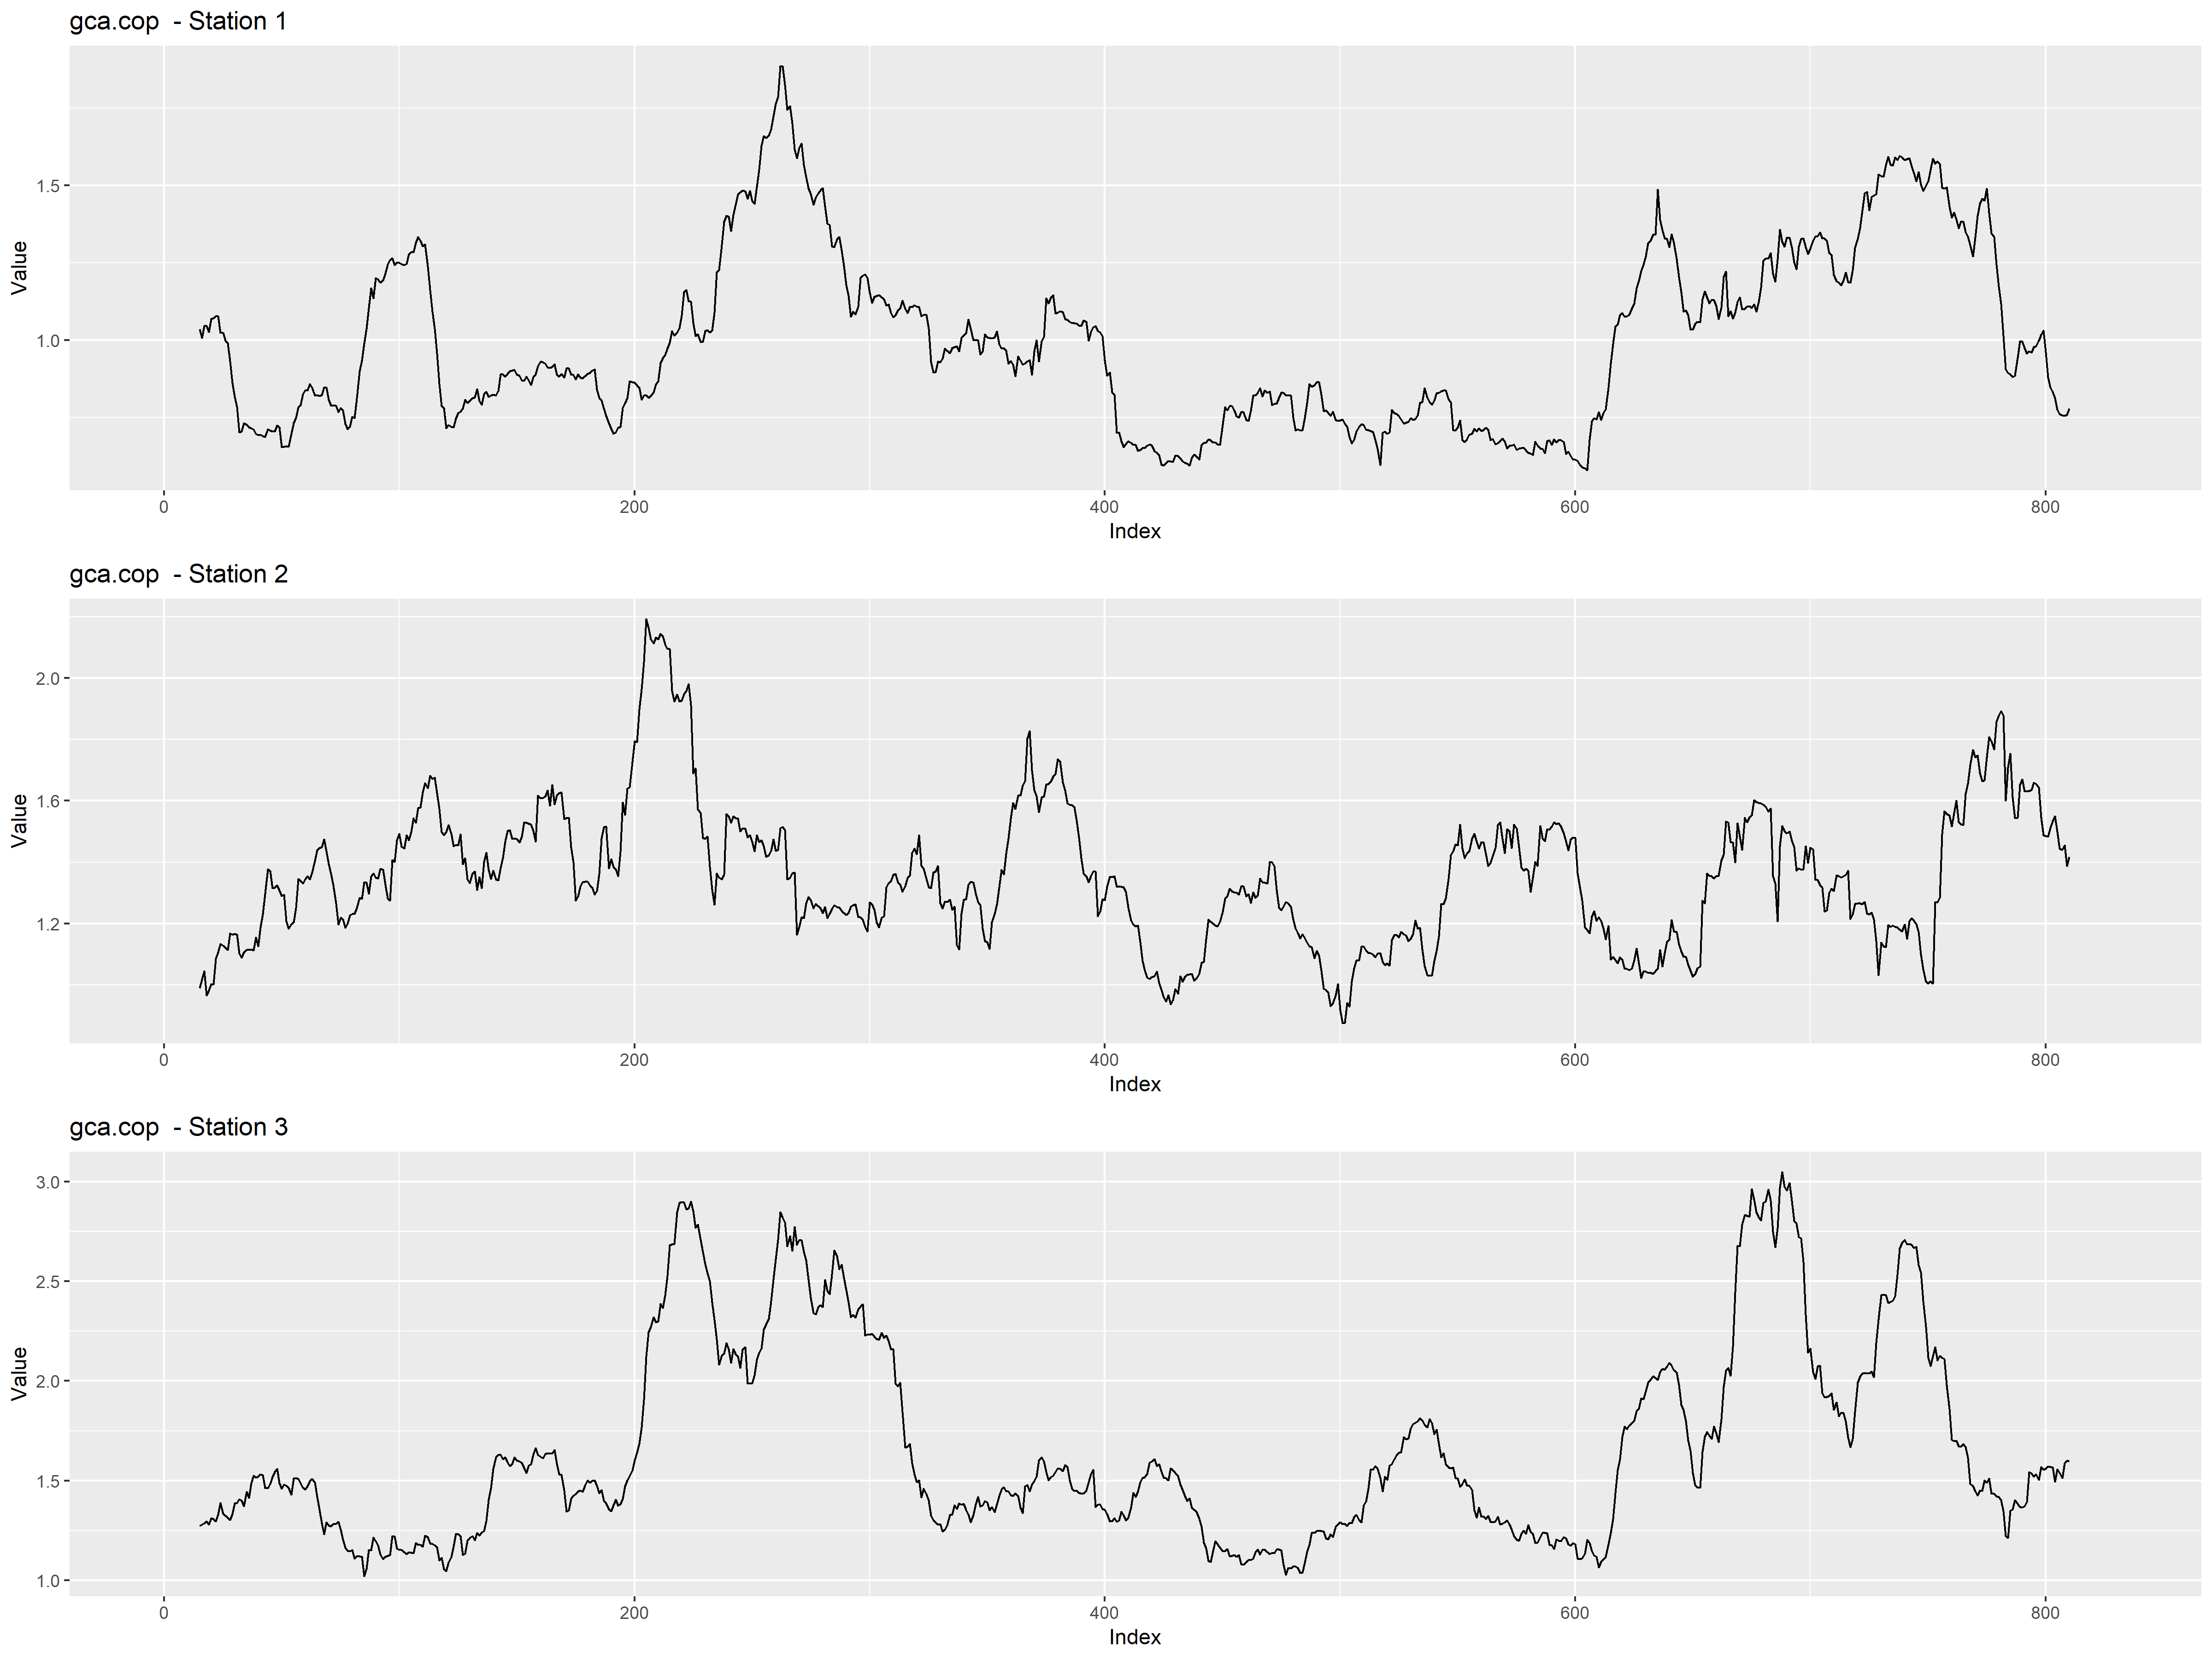 gca.cop  - Station 1
Value
1.5
1.0
0 200 400 600 800
Index
gca.cop  - Station 2
Value
2.0
1.6
1.2
0 200 400 600 800
Index
gca.cop  - Station 3
Value
3.0
2.5
2.0
1.5
1.0
0 200 400 600 800
Index